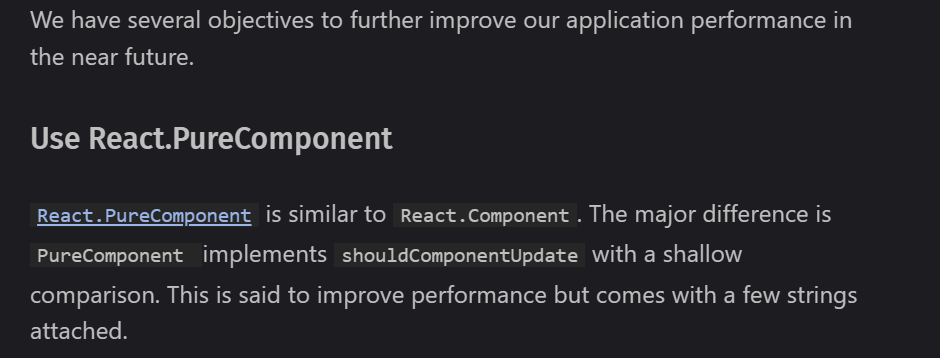 We have several objectives to further improve our application performance in
the near future.
Use React.PureComponent
React.PureComponent is similar to React.Component. The major difference is
PureComponent implements shouldComponentUpdate with a shallow
comparison. This is said to improve performance but comes with a few strings
attached.